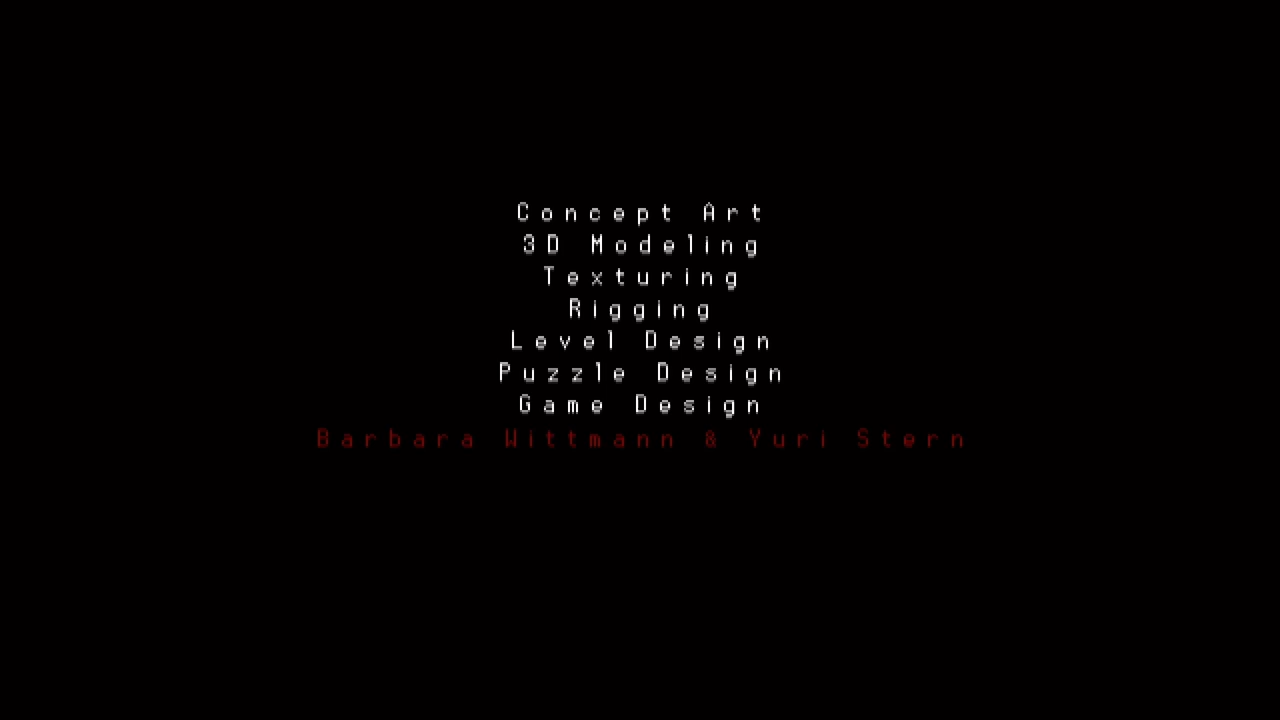 Concept Art
3D Modeling
Texturing
Rigging
Level Design
Puzzle Design
Game Design
Barbara Wittmann & Yuri Stern